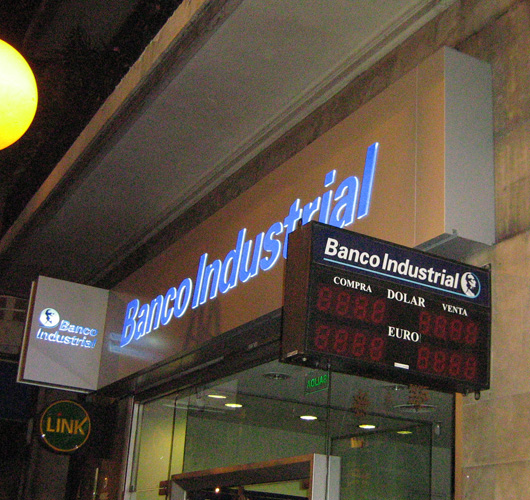 Banco Industrial
Banco Industrial
COMPRA DOLAR VENTA
EURO
Banco
Industrial
LINK